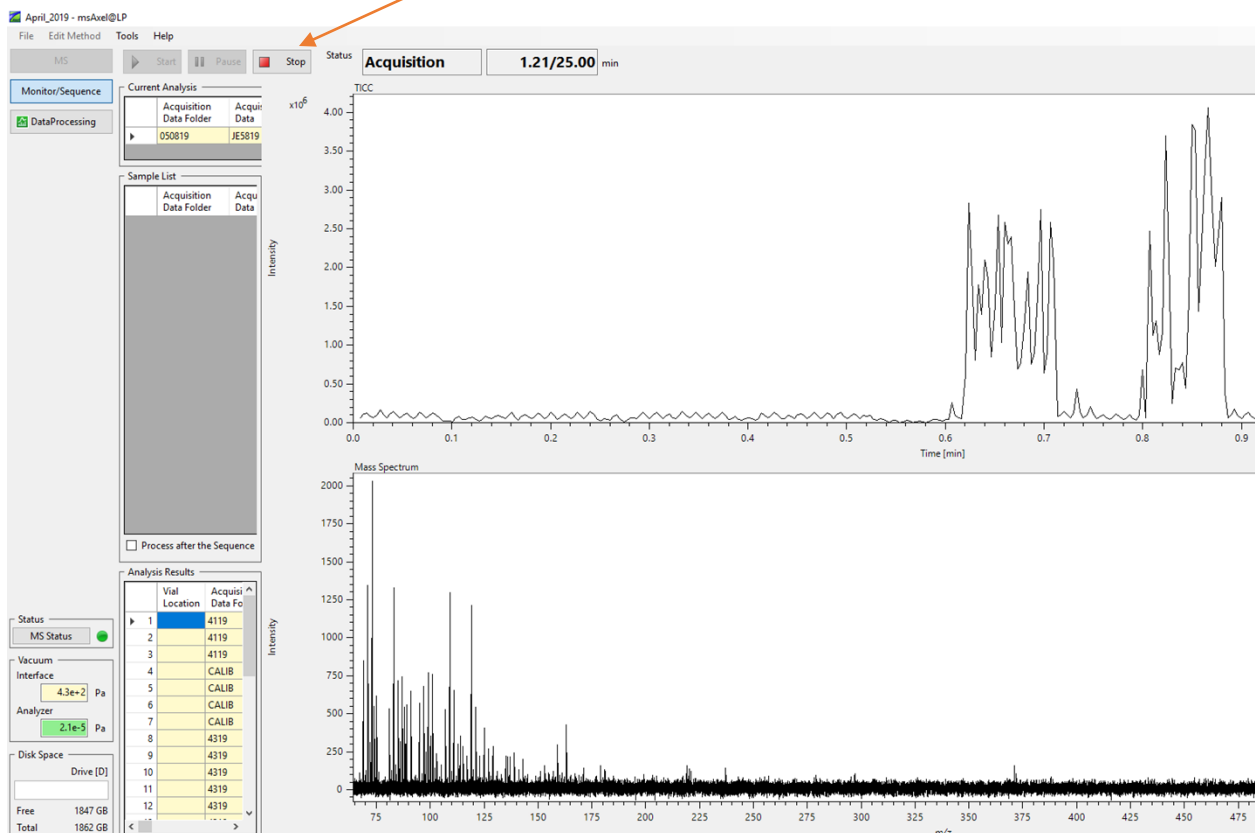 April_2019 - msAxel@LP
File Edit Method Tools Help
MS Start Pause Stop Status Acquisition 1.21/25.00 min
Monitor/Sequence
DataProcessing
Current Analysis
Acquisition Data Folder Acquis Data
050819 JE5819
Sample List
Acquisition Data Folder Acqu Data
Process after the Sequence
Analysis Results
Vial Location Acquisi Data Fo
1 4119
2 4119
3 4119
4 CALIB
5 CALIB
6 CALIB
7 CALIB
8 4319
9 4319
10 4319
11 4319
12 4319
Status
MS Status
Vacuum
Interface
4.3e+2 Pa
Analyzer
2.1e-5 Pa
Disk Space
Drive [D]
Free 1847 GB
Total 1862 GB
TICC
x10^6
4.00
3.50
3.00
2.50
2.00
1.50
1.00
0.50
0.00
Intensity
0.0 0.1 0.2 0.3 0.4 0.5 0.6 0.7 0.8 0.9
Time [min]
Mass Spectrum
2000
1750
1500
1250
1000
750
500
250
0
Intensity
75 100 125 150 175 200 225 250 275 300 325 350 375 400 425 450 475